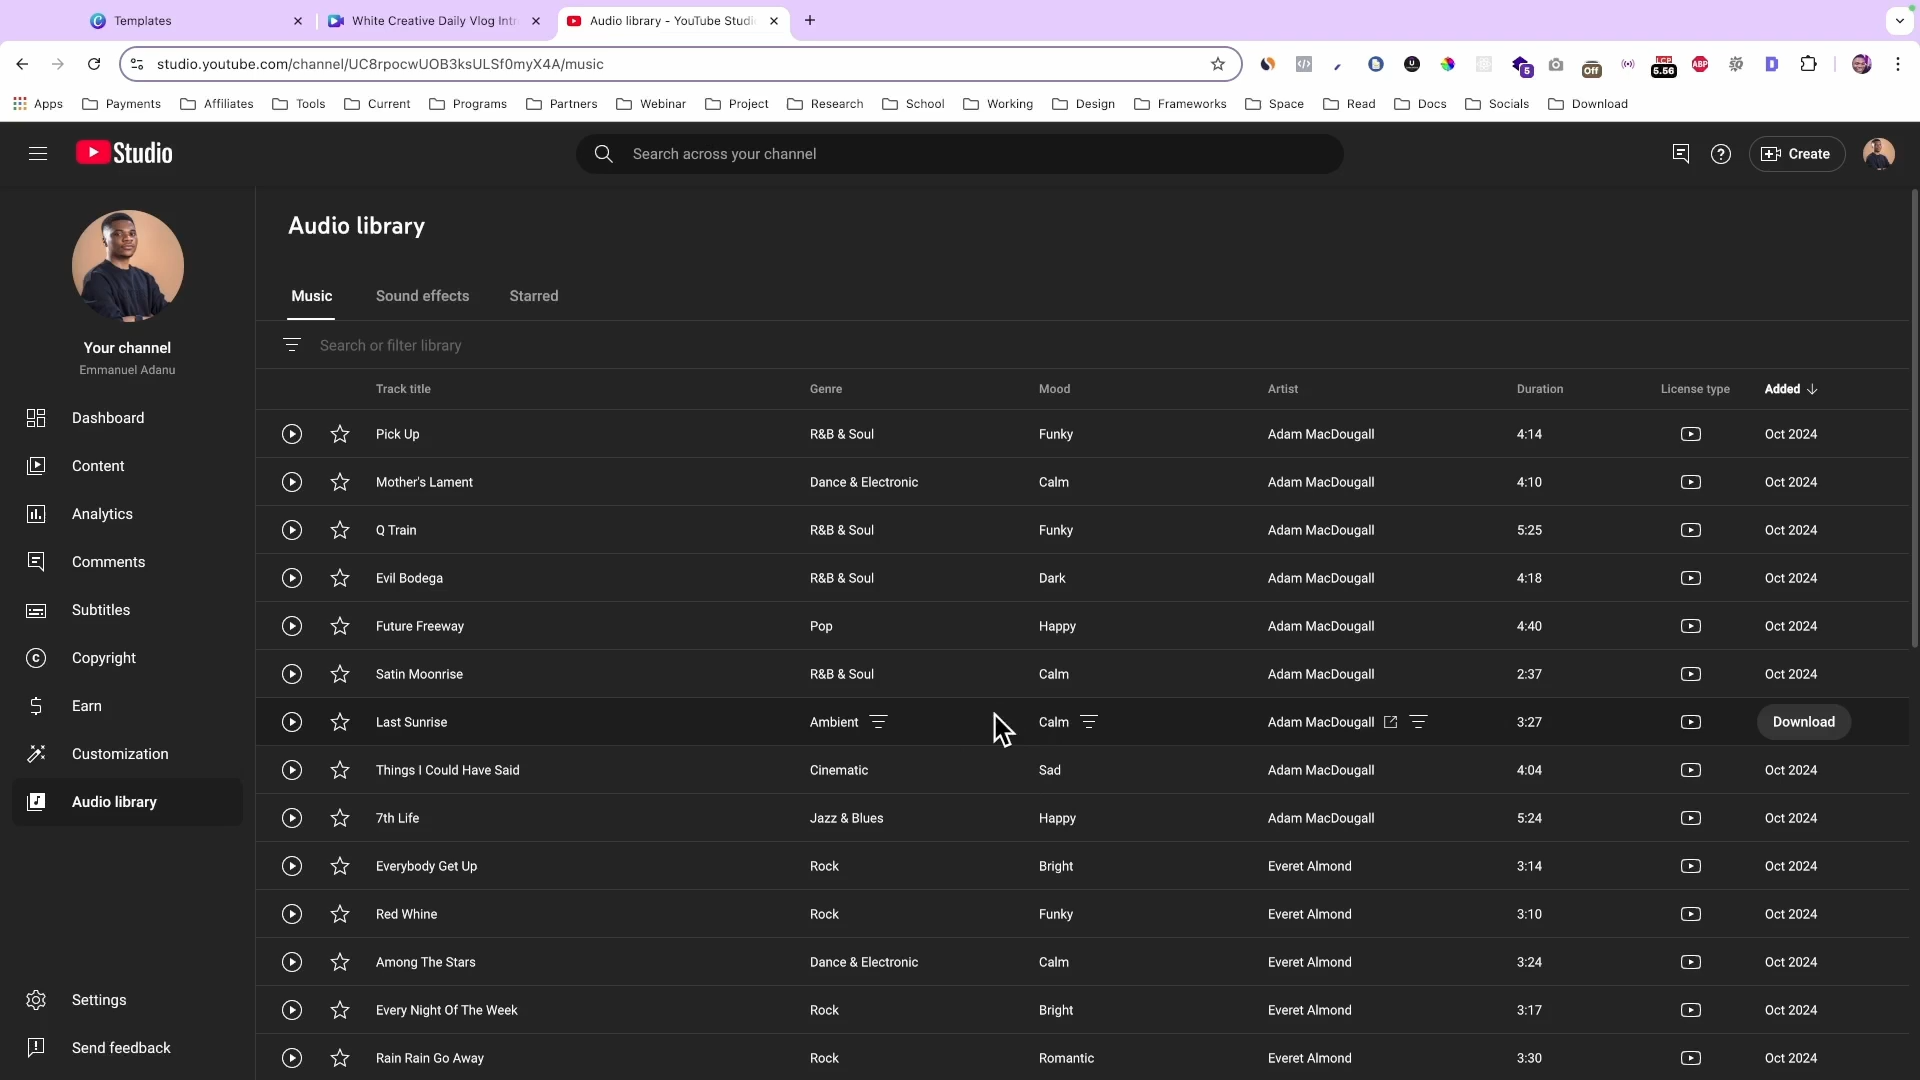 Templates
White Creative Daily Vlog Intr
Audio library - YouTube Studi
studio.youtube.com/channel/UC8rpocwUOB3ksULSf0myX4A/music
5
Off
LCP
5.56
ABP
Apps
Payments
Affiliates
Tools
Current
Programs
Partners
Webinar
Project
Research
School
Working
Design
Frameworks
Space
Read
Docs
Socials
Download
Studio
Search across your channel
Create
Your channel
Emmanuel Adanu
Dashboard
Content
Analytics
Comments
Subtitles
Copyright
Earn
Customization
Audio library
Settings
Send feedback
Audio library
Music Sound effects Starred
Search or filter library
Track title Genre Mood Artist Duration License type Added
Pick Up R&B & Soul Funky Adam MacDougall 4:14 Oct 2024
Mother's Lament Dance & Electronic Calm Adam MacDougall 4:10 Oct 2024
Q Train R&B & Soul Funky Adam MacDougall 5:25 Oct 2024
Evil Bodega R&B & Soul Dark Adam MacDougall 4:18 Oct 2024
Future Freeway Pop Happy Adam MacDougall 4:40 Oct 2024
Satin Moonrise R&B & Soul Calm Adam MacDougall 2:37 Oct 2024
Last Sunrise Ambient Calm Adam MacDougall 3:27 Download
Things I Could Have Said Cinematic Sad Adam MacDougall 4:04 Oct 2024
7th Life Jazz & Blues Happy Adam MacDougall 5:24 Oct 2024
Everybody Get Up Rock Bright Everet Almond 3:14 Oct 2024
Red Whine Rock Funky Everet Almond 3:10 Oct 2024
Among The Stars Dance & Electronic Calm Everet Almond 3:24 Oct 2024
Every Night Of The Week Rock Bright Everet Almond 3:17 Oct 2024
Rain Rain Go Away Rock Romantic Everet Almond 3:30 Oct 2024